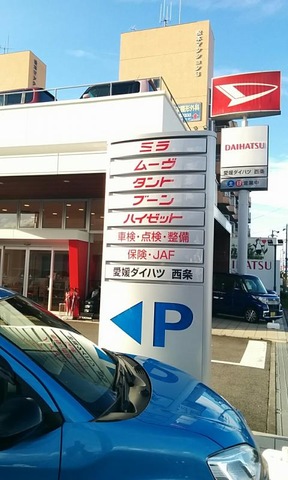 ミラ
ムーヴ
タント
ブーン
ハイゼット
車検・点検・整備
保険・JAF
愛媛ダイハツ 西条
P
DAIHATSU
愛媛ダイハツ 西条